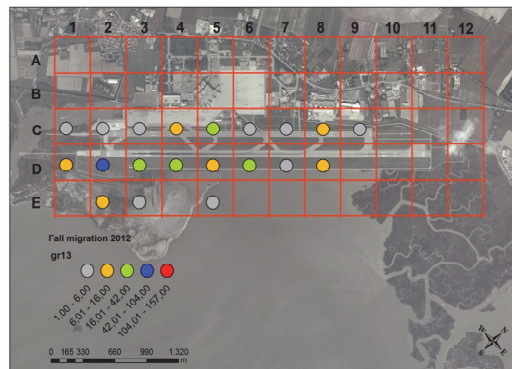 1 2 3 4 5 6 7 8 9 10 11 12
A
B
C
D
E
Fall migration 2012
gr13
1,00 - 6,00
6,01 - 16,00
16,01 - 42,00
42,01 - 104,00
104,01 - 157,00
0 165 330 660 990 1.320
m
N
E
S
W